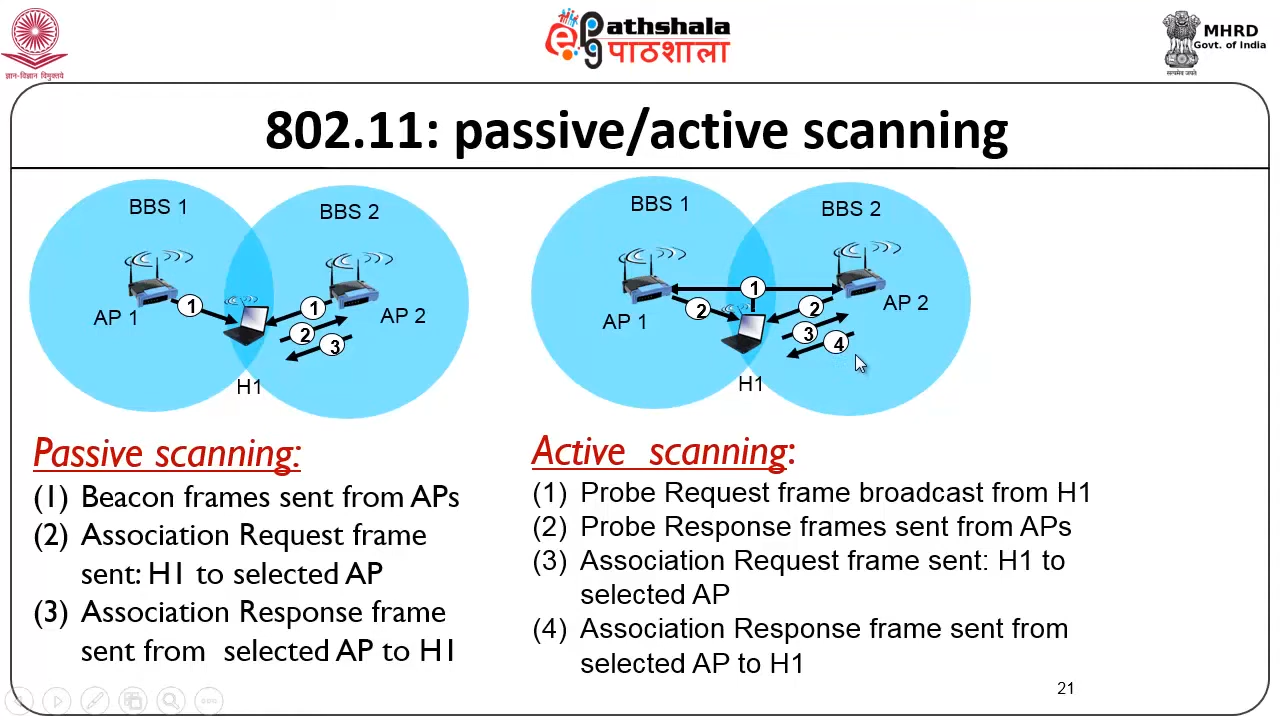 ज्ञान-विज्ञान विमुक्तये
ePathshala
पाठशाला
MHRD
Govt. of India
सत्यमेव जयते
802.11: passive/active scanning
BBS 1
BBS 2
AP 1
AP 2
H1
1
1
2
3
BBS 1
BBS 2
AP 1
AP 2
H1
1
2
2
3
4
Passive scanning:
(1) Beacon frames sent from APs
(2) Association Request frame
sent: H1 to selected AP
(3) Association Response frame
sent from selected AP to H1
Active scanning:
(1) Probe Request frame broadcast from H1
(2) Probe Response frames sent from APs
(3) Association Request frame sent: H1 to
selected AP
(4) Association Response frame sent from
selected AP to H1
21